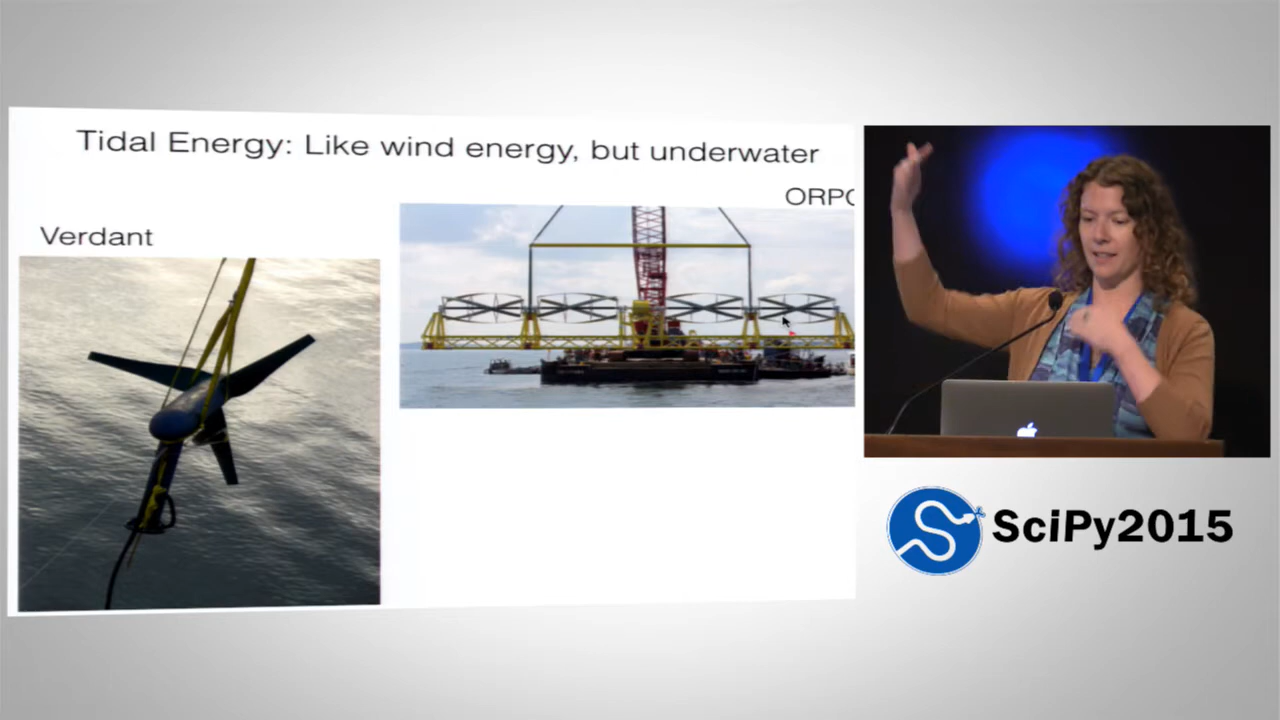 Tidal Energy: Like wind energy, but underwater
ORPC
Verdant
SciPy2015